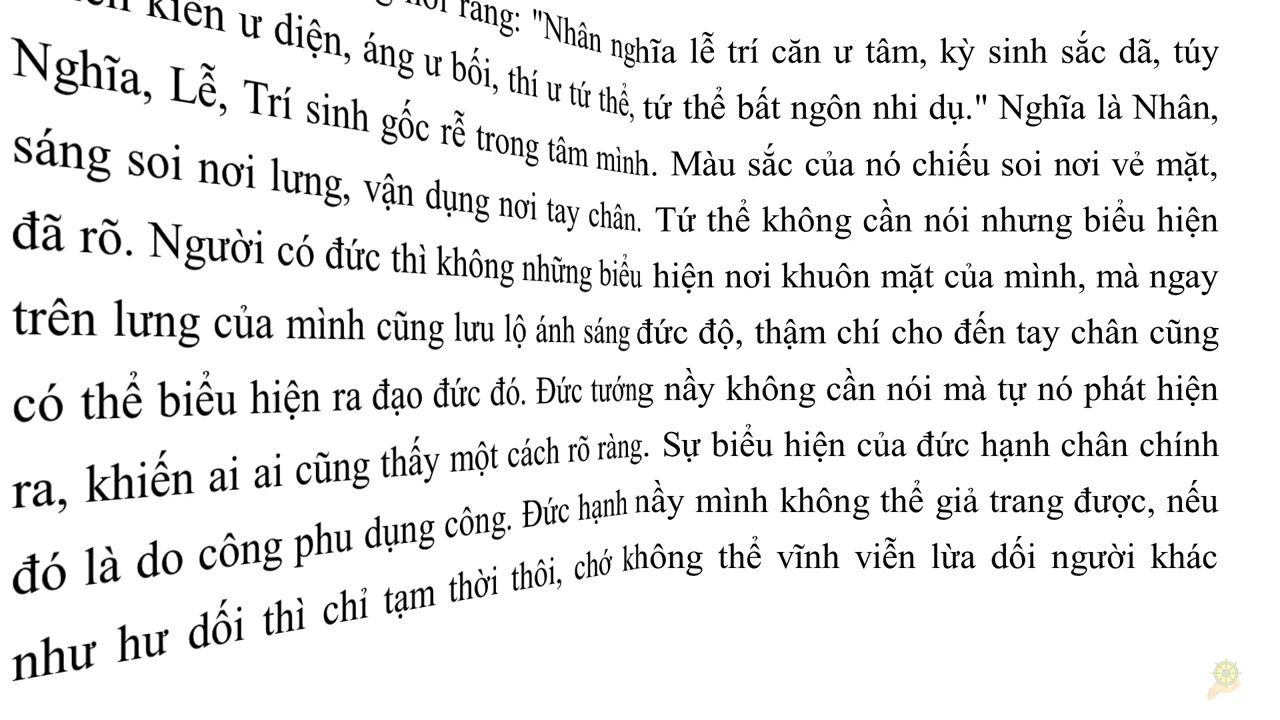 rằng: "Nhân nghĩa lễ trí căn ư tâm, kỳ sinh sắc dã, túy
kiến ư diện, áng ư bối, thí ư tứ thể, tứ thể bất ngôn nhi dụ." Nghĩa là Nhân,
Nghĩa, Lễ, Trí sinh gốc rễ trong tâm mình. Màu sắc của nó chiếu soi nơi vẻ mặt,
sáng soi nơi lưng, vận dụng nơi tay chân. Tứ thể không cần nói nhưng biểu hiện
đã rõ. Người có đức thì không những biểu hiện nơi khuôn mặt của mình, mà ngay
trên lưng của mình cũng lưu lộ ánh sáng đức độ, thậm chí cho đến tay chân cũng
có thể biểu hiện ra đạo đức đó. Đức tướng nầy không cần nói mà tự nó phát hiện
ra, khiến ai ai cũng thấy một cách rõ ràng. Sự biểu hiện của đức hạnh chân chính
đó là do công phu dụng công. Đức hạnh nầy mình không thể giả trang được, nếu
như hư dối thì chỉ tạm thời thôi, chớ không thể vĩnh viễn lừa dối người khác